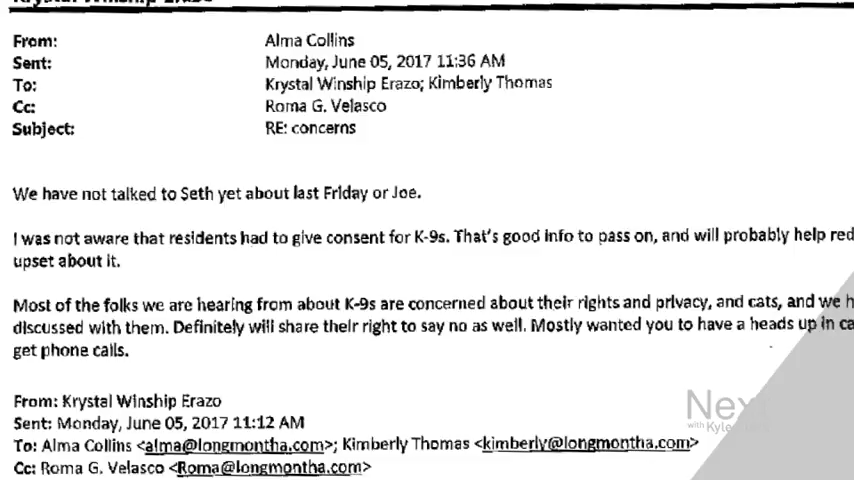 From: Alma Collins
Sent: Monday, June 05, 2017 11:36 AM
To: Krystal Winship Erazo; Kimberly Thomas
Cc: Roma G. Velasco
Subject: RE: concerns
We have not talked to Seth yet about last Friday or Joe.
I was not aware that residents had to give consent for K-9s. That's good info to pass on, and will probably help red
upset about it.
Most of the folks we are hearing from about K-9s are concerned about their rights and privacy, and cats, and we h
discussed with them. Definitely will share their right to say no as well. Mostly wanted you to have a heads up in ca
get phone calls.
From: Krystal Winship Erazo
Sent: Monday, June 05, 2017 11:12 AM
To: Alma Collins <alma@longmontha.com>; Kimberly Thomas <kimberly@longmontha.com>
Cc: Roma G. Velasco <Roma@longmontha.com>
Next
with Kyle